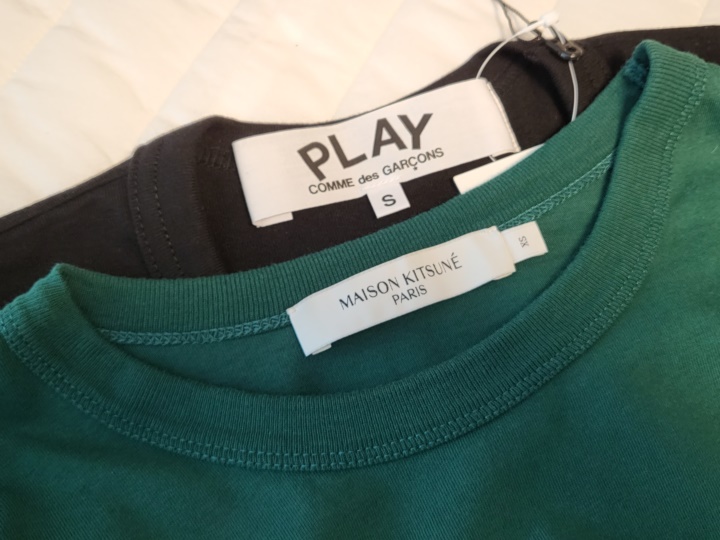 PLAY
COMME des GARÇONS
S
MAISON KITSUNÉ
PARIS
XS